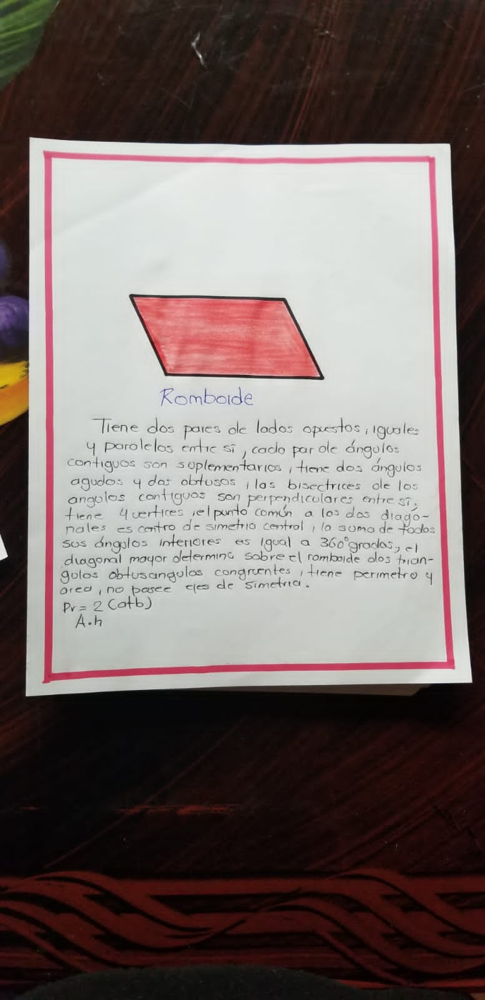 Romboide
Tiene dos pares de lados opuestos, iguales
y paralelos entre sí, cada par de ángulos
contiguos son suplementarios, tiene dos ángulos
agudos y dos obtusos, las bisectrices de los
angulos contiguos son perpendiculares entre sí,
tiene 4 vertices, el punto común a los dos diagó-
nales es centro de simetria central, la suma de todos
sus ángulos interiores es igual a 360° grados, el
diagonal mayor determina sobre el romboide dos trian-
gulos obtusangulos congruentes, tiene perimetro y
area, no posee ejes de simetria.
Pr = 2 (a+b)
A.h